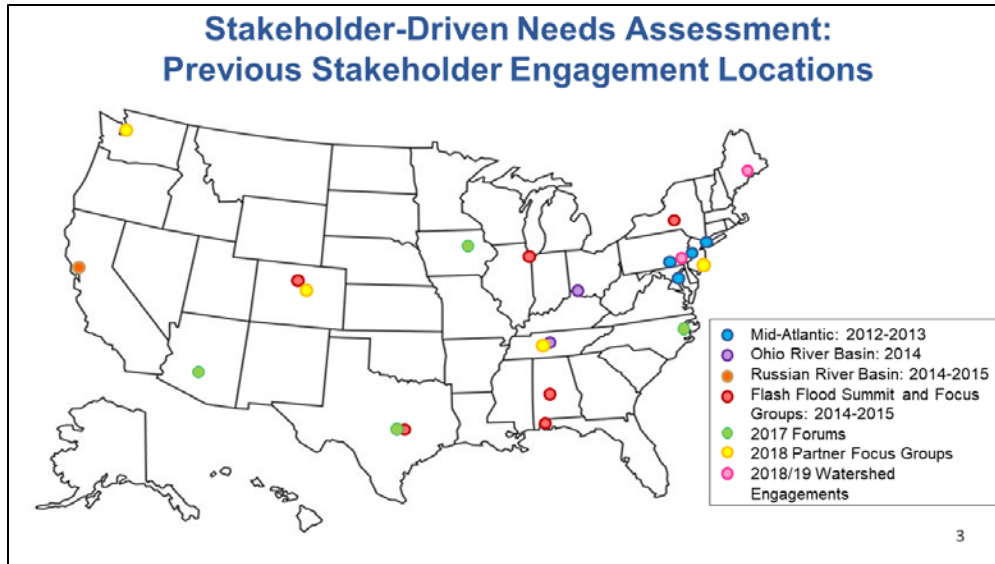 Stakeholder-Driven Needs Assessment:
Previous Stakeholder Engagement Locations
Mid-Atlantic: 2012-2013
Ohio River Basin: 2014
Russian River Basin: 2014-2015
Flash Flood Summit and Focus
Groups: 2014-2015
2017 Forums
2018 Partner Focus Groups
2018/19 Watershed
Engagements
3